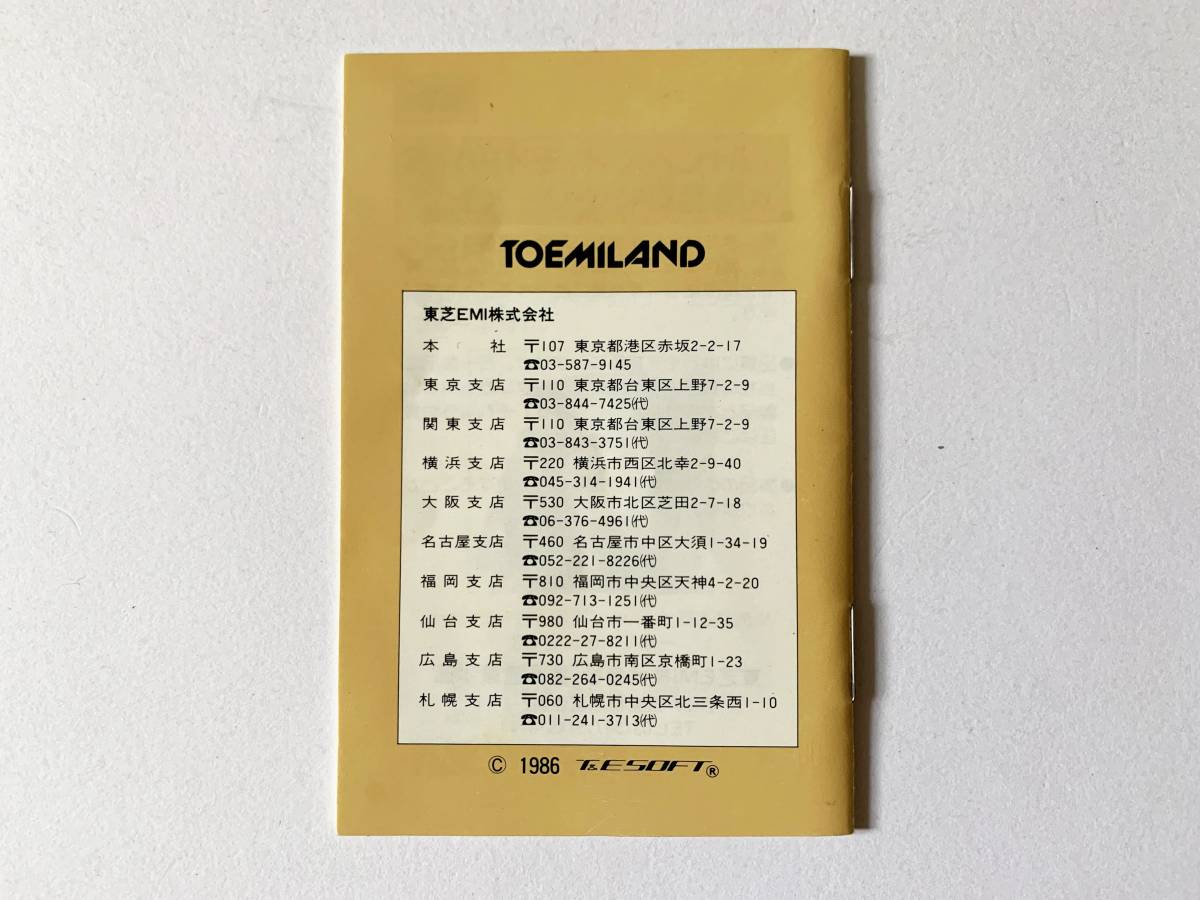 TOEMILAND
東芝EMI株式会社
本社 〒107 東京都港区赤坂2-2-17
☎03-587-9145
東京支店 〒110 東京都台東区上野7-2-9
☎03-844-7425㈹
関東支店 〒110 東京都台東区上野7-2-9
☎03-843-3751㈹
横浜支店 〒220 横浜市西区北幸2-9-40
☎045-314-1941㈹
大阪支店 〒530 大阪市北区芝田2-7-18
☎06-376-4961㈹
名古屋支店 〒460 名古屋市中区大須1-34-19
☎052-221-8226㈹
福岡支店 〒810 福岡市中央区天神4-2-20
☎092-713-1251㈹
仙台支店 〒980 仙台市一番町1-12-35
☎0222-27-8211㈹
広島支店 〒730 広島市南区京橋町1-23
☎082-264-0245㈹
札幌支店 〒060 札幌市中央区北三条西1-10
☎011-241-3713㈹
© 1986 T&ESOFT®